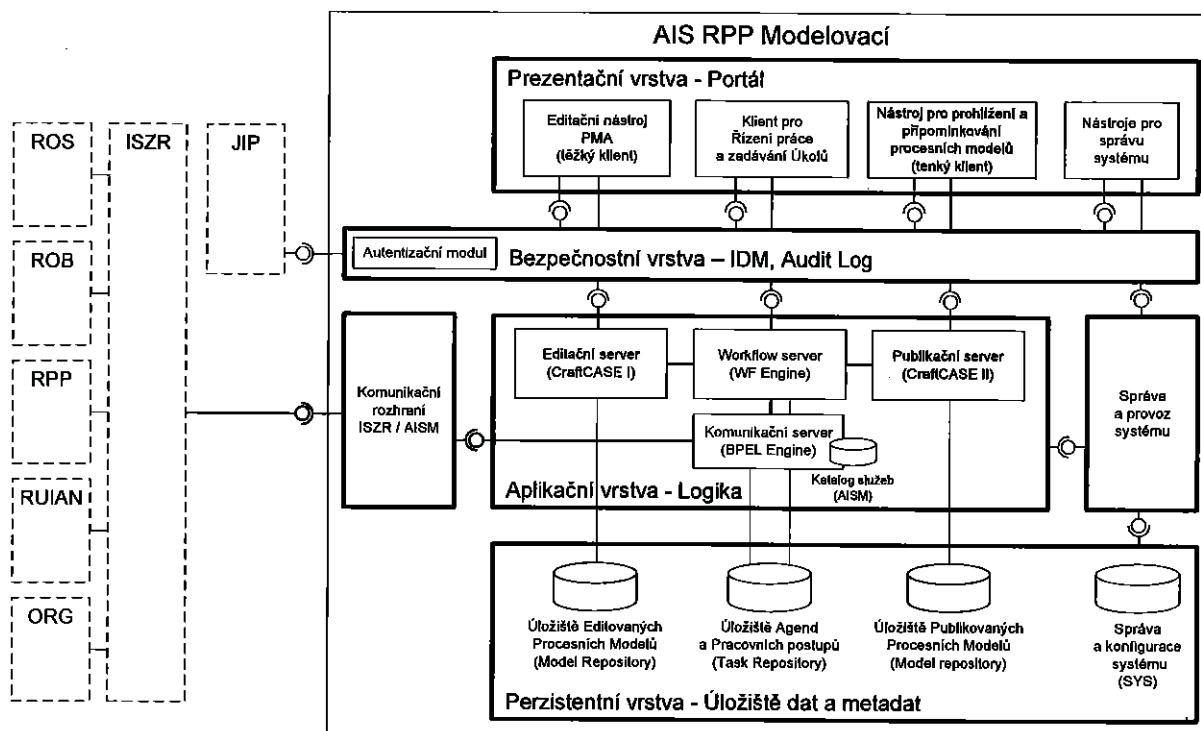 AIS RPP Modelovací
Prezentační vrstva - Portál
Editační nástroj
PMA
(těžký klient)
Klient pro
Řízení práce
a zadávání Úkolů
Nástroj pro prohlížení a
připomínkování
procesních modelů
(tenký klient)
Nástroje pro
správu
systému
ROS
ISZR
JIP
ROB
RPP
RUIAN
ORG
Autentizační modul
Bezpečnostní vrstva – IDM, Audit Log
Komunikační
rozhraní
ISZR / AISM
Editační server
(CraftCASE I)
Workflow server
(WF Engine)
Publikační server
(CraftCASE II)
Komunikační server
(BPEL Engine)
Katalog služeb
(AISM)
Aplikační vrstva - Logika
Správa
a provoz
systému
Úložiště Editovaných
Procesních Modelů
(Model Repository)
Úložiště Agend
a Pracovních postupů
(Task Repository)
Úložiště Publikovaných
Procesních Modelů
(Model repository)
Správa
a konfigurace
systému
(SYS)
Perzistentní vrstva - Úložiště dat a metadat